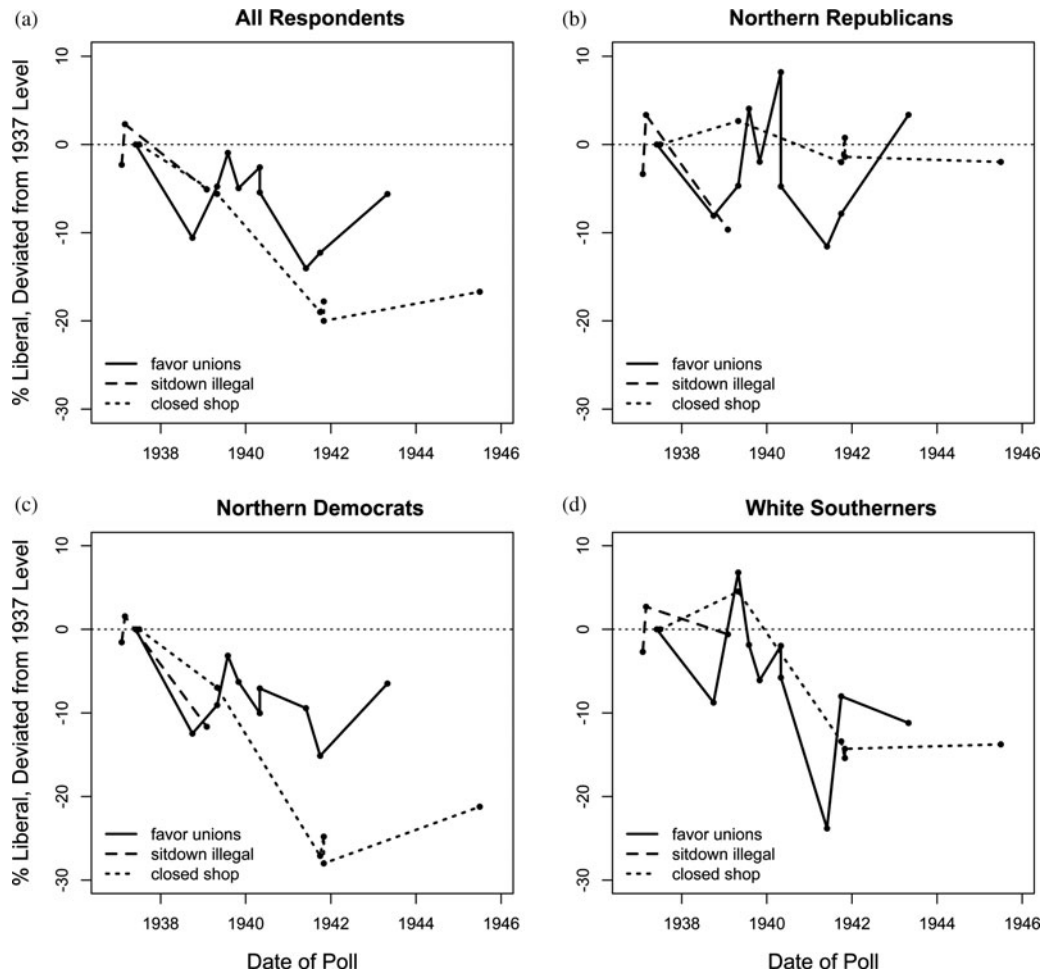 (a) All Respondents
% Liberal, Deviated from 1937 Level
10
0
-10
-20
-30
favor unions
sitdown illegal
closed shop
1938 1940 1942 1944 1946
(b) Northern Republicans
10
0
-10
-20
-30
favor unions
sitdown illegal
closed shop
1938 1940 1942 1944 1946
(c) Northern Democrats
% Liberal, Deviated from 1937 Level
10
0
-10
-20
-30
favor unions
sitdown illegal
closed shop
1938 1940 1942 1944 1946
Date of Poll
(d) White Southerners
10
0
-10
-20
-30
favor unions
sitdown illegal
closed shop
1938 1940 1942 1944 1946
Date of Poll